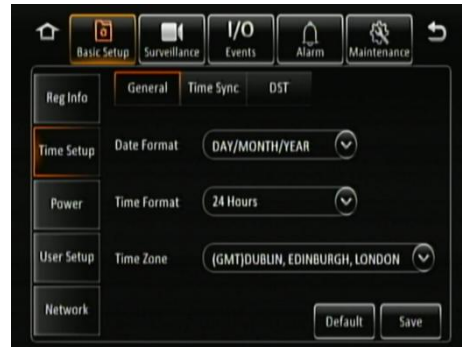 Basic Setup
Surveillance
I/O
Events
Alarm
Maintenance
Reg Info
General
Time Sync
DST
Time Setup
Date Format
DAY/MONTH/YEAR
Power
Time Format
24 Hours
User Setup
Time Zone
(GMT)DUBLIN, EDINBURGH, LONDON
Network
Default
Save